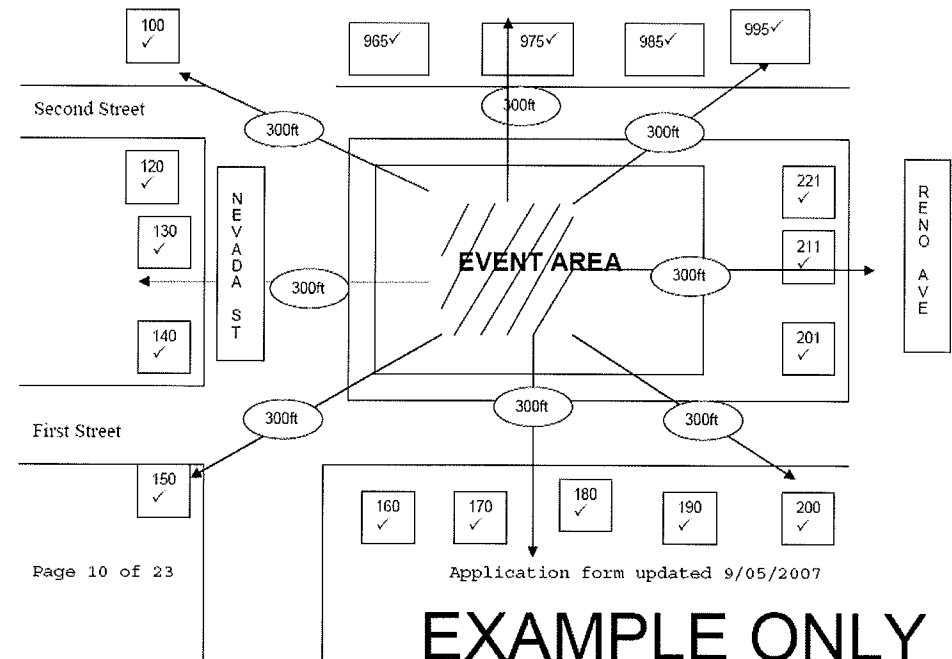 100 ✓
965✓
975✓
985✓
995✓
Second Street
300ft
300ft
300ft
120 ✓
NEVADA ST
221 ✓
RENO AVE
130 ✓
EVENT AREA
211 ✓
300ft
300ft
140 ✓
201 ✓
300ft
300ft
300ft
First Street
150 ✓
160 ✓
170 ✓
180 ✓
190 ✓
200 ✓
Page 10 of 23
Application form updated 9/05/2007
EXAMPLE ONLY